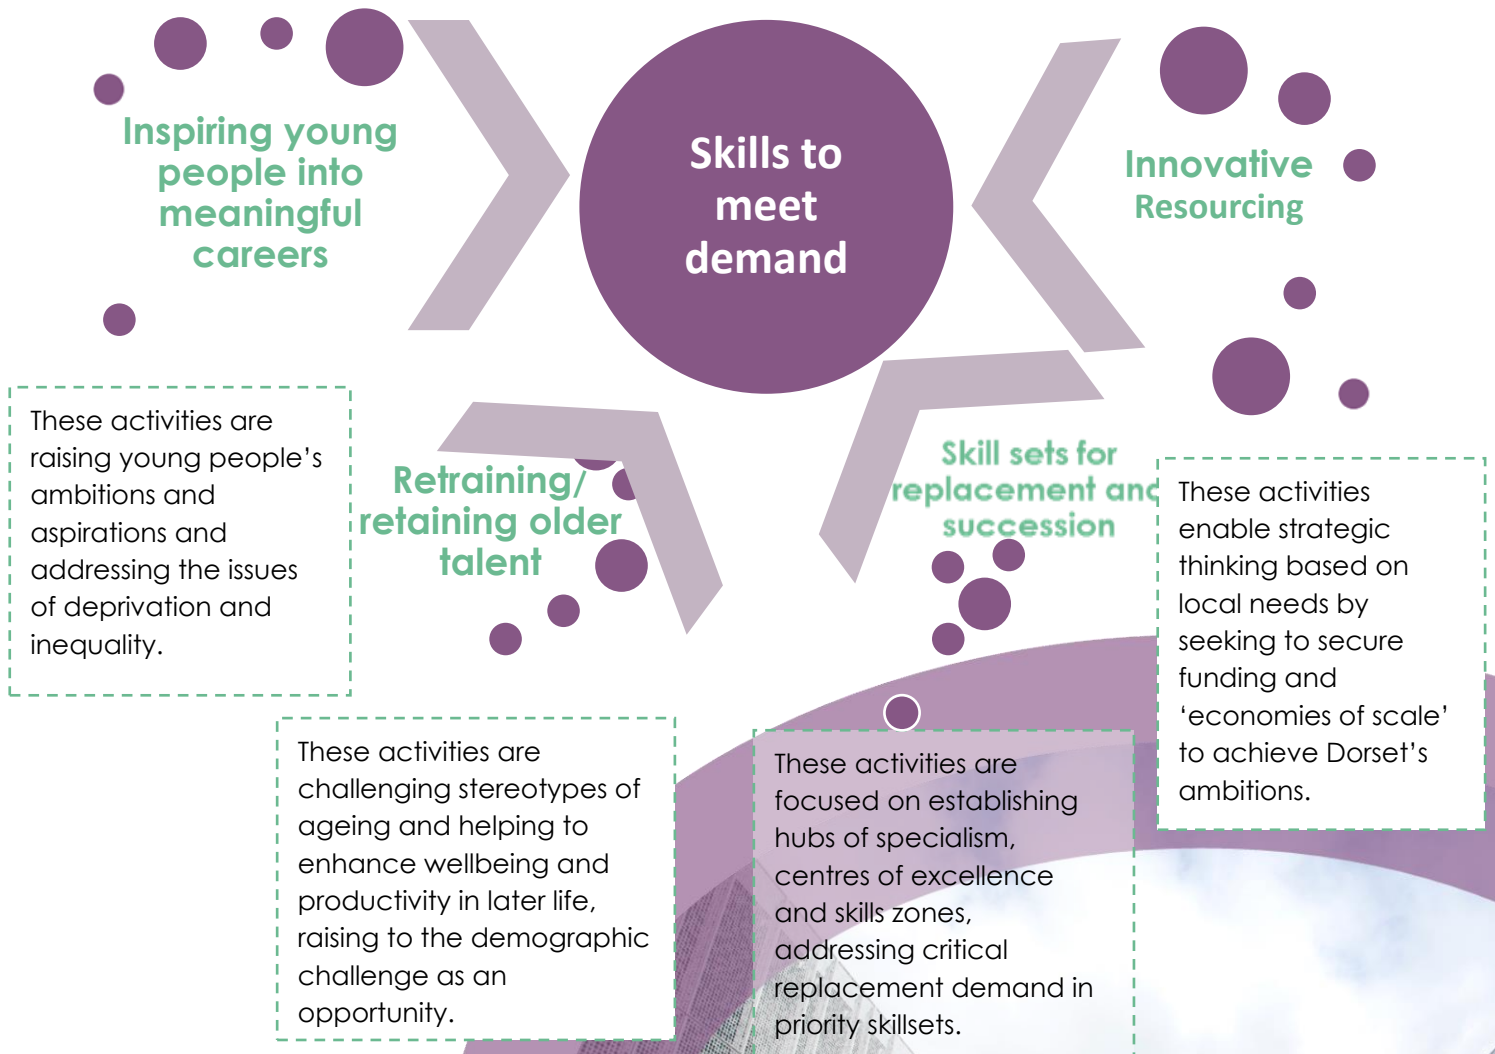 Inspiring young
people into
meaningful
careers
Skills to
meet
demand
Innovative
Resourcing
Retraining/
retaining older
talent
Skill sets for
replacement and
succession
These activities are
raising young people’s
ambitions and
aspirations and
addressing the issues
of deprivation and
inequality.
These activities are
challenging stereotypes of
ageing and helping to
enhance wellbeing and
productivity in later life,
raising to the demographic
challenge as an
opportunity.
These activities are
focused on establishing
hubs of specialism,
centres of excellence
and skills zones,
addressing critical
replacement demand in
priority skillsets.
These activities
enable strategic
thinking based on
local needs by
seeking to secure
funding and
‘economies of scale’
to achieve Dorset’s
ambitions.